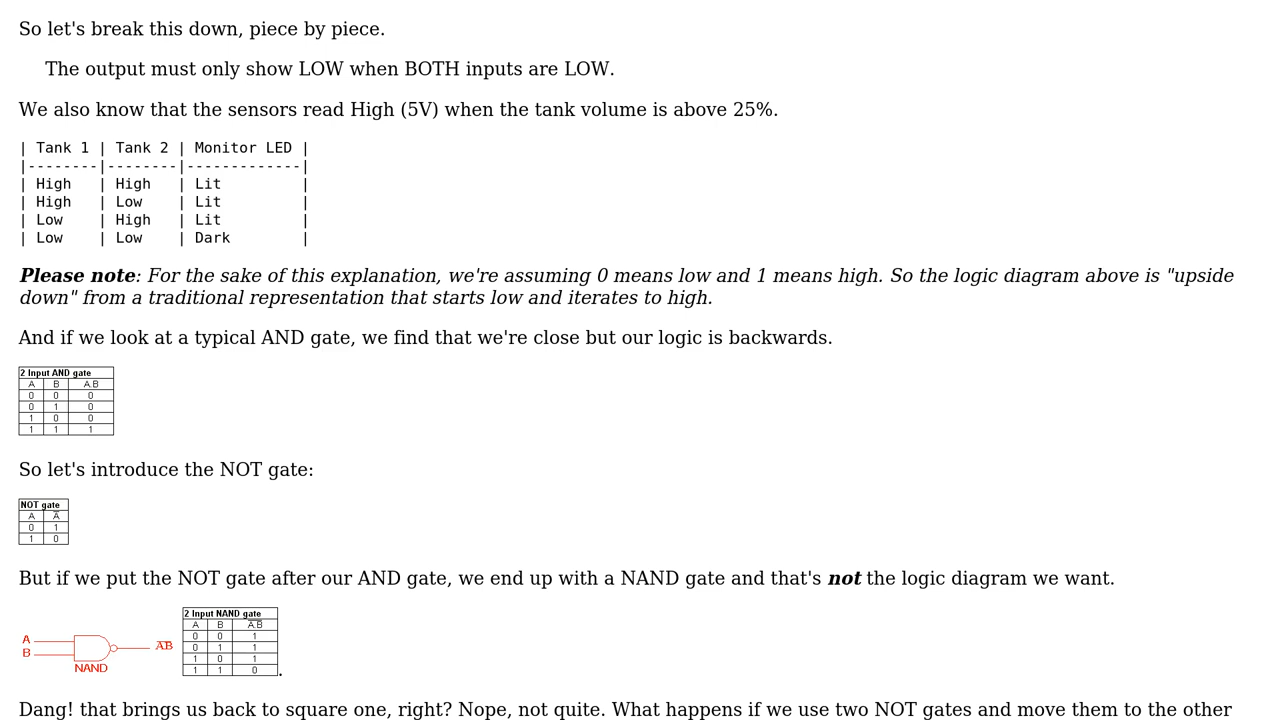 So let's break this down, piece by piece.
The output must only show LOW when BOTH inputs are LOW.
We also know that the sensors read High (5V) when the tank volume is above 25%.
| Tank 1 | Tank 2 | Monitor LED |
|--------|--------|-------------|
| High   | High   | Lit         |
| High   | Low    | Lit         |
| Low    | High   | Lit         |
| Low    | Low    | Dark        |
Please note: For the sake of this explanation, we're assuming 0 means low and 1 means high. So the logic diagram above is "upside
down" from a traditional representation that starts low and iterates to high.
And if we look at a typical AND gate, we find that we're close but our logic is backwards.
2 Input AND gate
A B A.B
0 0 0
0 1 0
1 0 0
1 1 1
So let's introduce the NOT gate:
NOT gate
A A̅
0 1
1 0
But if we put the NOT gate after our AND gate, we end up with a NAND gate and that's not the logic diagram we want.
A
B
A̅B̅
NAND
2 Input NAND gate
A B A̅.̅B̅
0 0 1
0 1 1
1 0 1
1 1 0
.
Dang! that brings us back to square one, right? Nope, not quite. What happens if we use two NOT gates and move them to the other